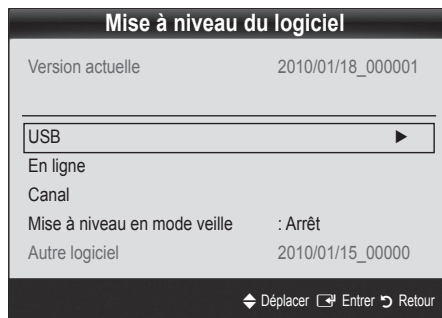 Mise à niveau du logiciel
Version actuelle 2010/01/18_000001
USB ►
En ligne
Canal
Mise à niveau en mode veille : Arrêt
Autre logiciel 2010/01/15_00000
Déplacer Entrer Retour